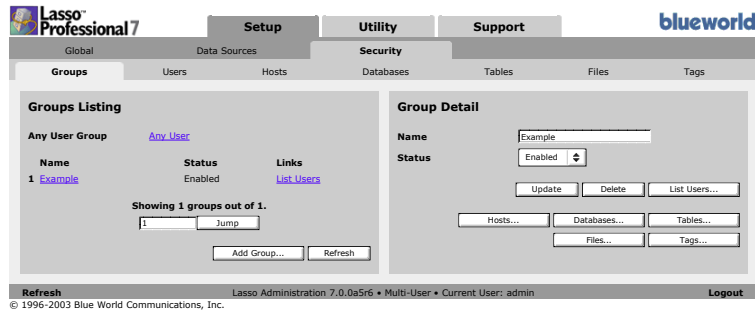 Lasso™
Professional 7
Setup Utility Support
blueworld
Global Data Sources Security
Groups Users Hosts Databases Tables Files Tags
Groups Listing
Any User Group Any User
Name Status Links
1 Example Enabled List Users
Showing 1 groups out of 1.
1 Jump
Add Group... Refresh
Group Detail
Name Example
Status Enabled
Update Delete List Users...
Hosts... Databases... Tables...
Files... Tags...
Refresh Lasso Administration 7.0.0a5r6 • Multi-User • Current User: admin Logout
© 1996-2003 Blue World Communications, Inc.